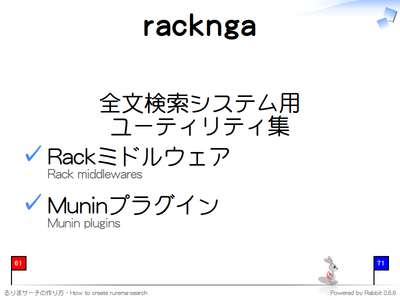 racknga
全文検索システム用
ユーティリティ集
Rackミドルウェア
Rack middlewares
Muninプラグイン
Munin plugins
61
71
るりまサーチの作り方 - How to create rurema-search
Powered by Rabbit 0.6.6